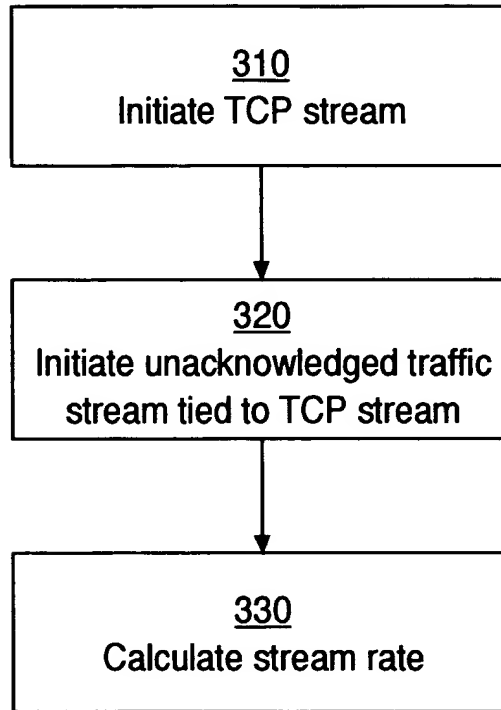 310
Initiate TCP stream
320
Initiate unacknowledged traffic
stream tied to TCP stream
330
Calculate stream rate